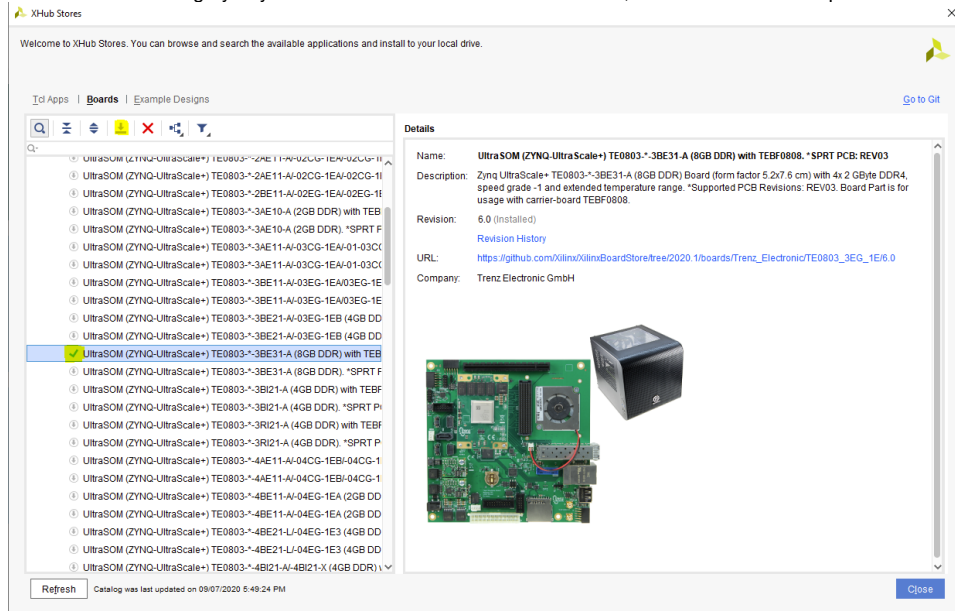 XHub Stores
Welcome to XHub Stores. You can browse and search the available applications and install to your local drive.
Tcl Apps | Boards | Example Designs
Go to Git
Q-
UltraSOM (ZYNQ-UltraScale+) TE0803-*-2AE11-A/-02CG-1EA/-02CG-1
UltraSOM (ZYNQ-UltraScale+) TE0803-*-2AE11-A/-02CG-1EA/-02CG-1
UltraSOM (ZYNQ-UltraScale+) TE0803-*-2BE11-A/-02EG-1EA/-02EG-1E
UltraSOM (ZYNQ-UltraScale+) TE0803-*-3AE10-A (2GB DDR) with TEB
UltraSOM (ZYNQ-UltraScale+) TE0803-*-3AE10-A (2GB DDR). *SPRT P
UltraSOM (ZYNQ-UltraScale+) TE0803-*-3AE11-A/-03CG-1EA/-01-03C
UltraSOM (ZYNQ-UltraScale+) TE0803-*-3AE11-A/-03CG-1EA/-01-03C
UltraSOM (ZYNQ-UltraScale+) TE0803-*-3BE11-A/-03EG-1EA/03EG-1E
UltraSOM (ZYNQ-UltraScale+) TE0803-*-3BE11-A/-03EG-1EA/03EG-1E
UltraSOM (ZYNQ-UltraScale+) TE0803-*-3BE21-A/-03EG-1EB (4GB DD
UltraSOM (ZYNQ-UltraScale+) TE0803-*-3BE21-A/-03EG-1EB (4GB DD
UltraSOM (ZYNQ-UltraScale+) TE0803-*-3BE31-A (8GB DDR) with TEB
UltraSOM (ZYNQ-UltraScale+) TE0803-*-3BE31-A (8GB DDR). *SPRT F
UltraSOM (ZYNQ-UltraScale+) TE0803-*-3BI21-A (4GB DDR) with TEBF
UltraSOM (ZYNQ-UltraScale+) TE0803-*-3BI21-A (4GB DDR). *SPRT P
UltraSOM (ZYNQ-UltraScale+) TE0803-*-3RI21-A (4GB DDR) with TEBF
UltraSOM (ZYNQ-UltraScale+) TE0803-*-3RI21-A (4GB DDR). *SPRT P
UltraSOM (ZYNQ-UltraScale+) TE0803-*-4AE11-A/-04CG-1EB/-04CG-1
UltraSOM (ZYNQ-UltraScale+) TE0803-*-4AE11-A/-04CG-1EB/-04CG-1
UltraSOM (ZYNQ-UltraScale+) TE0803-*-4BE11-A/-04EG-1EA (2GB DD
UltraSOM (ZYNQ-UltraScale+) TE0803-*-4BE11-A/-04EG-1EA (2GB DD
UltraSOM (ZYNQ-UltraScale+) TE0803-*-4BE21-L/-04EG-1E3 (4GB DD
UltraSOM (ZYNQ-UltraScale+) TE0803-*-4BE21-L/-04EG-1E3 (4GB DD
UltraSOM (ZYNQ-UltraScale+) TE0803-*-4BI21-A/-4BI21-X (4GB DDR)
Details
Name: UltraSOM (ZYNQ-UltraScale+) TE0803-*-3BE31-A (8GB DDR) with TEBF0808. *SPRT PCB: REV03
Description: Zynq UltraScale+ TE0803-*-3BE31-A (8GB DDR) Board (form factor 5.2x7.6 cm) with 4x 2 GByte DDR4,
speed grade -1 and extended temperature range. *Supported PCB Revisions: REV03. Board Part is for
usage with carrier-board TEBF0808.
Revision: 6.0 (Installed)
Revision History
URL: https://github.com/Xilinx/XilinxBoardStore/tree/2020.1/boards/Trenz_Electronic/TE0803_3EG_1E/6.0
Company: Trenz Electronic GmbH
Refresh
Catalog was last updated on 09/07/2020 5:49:24 PM
Close